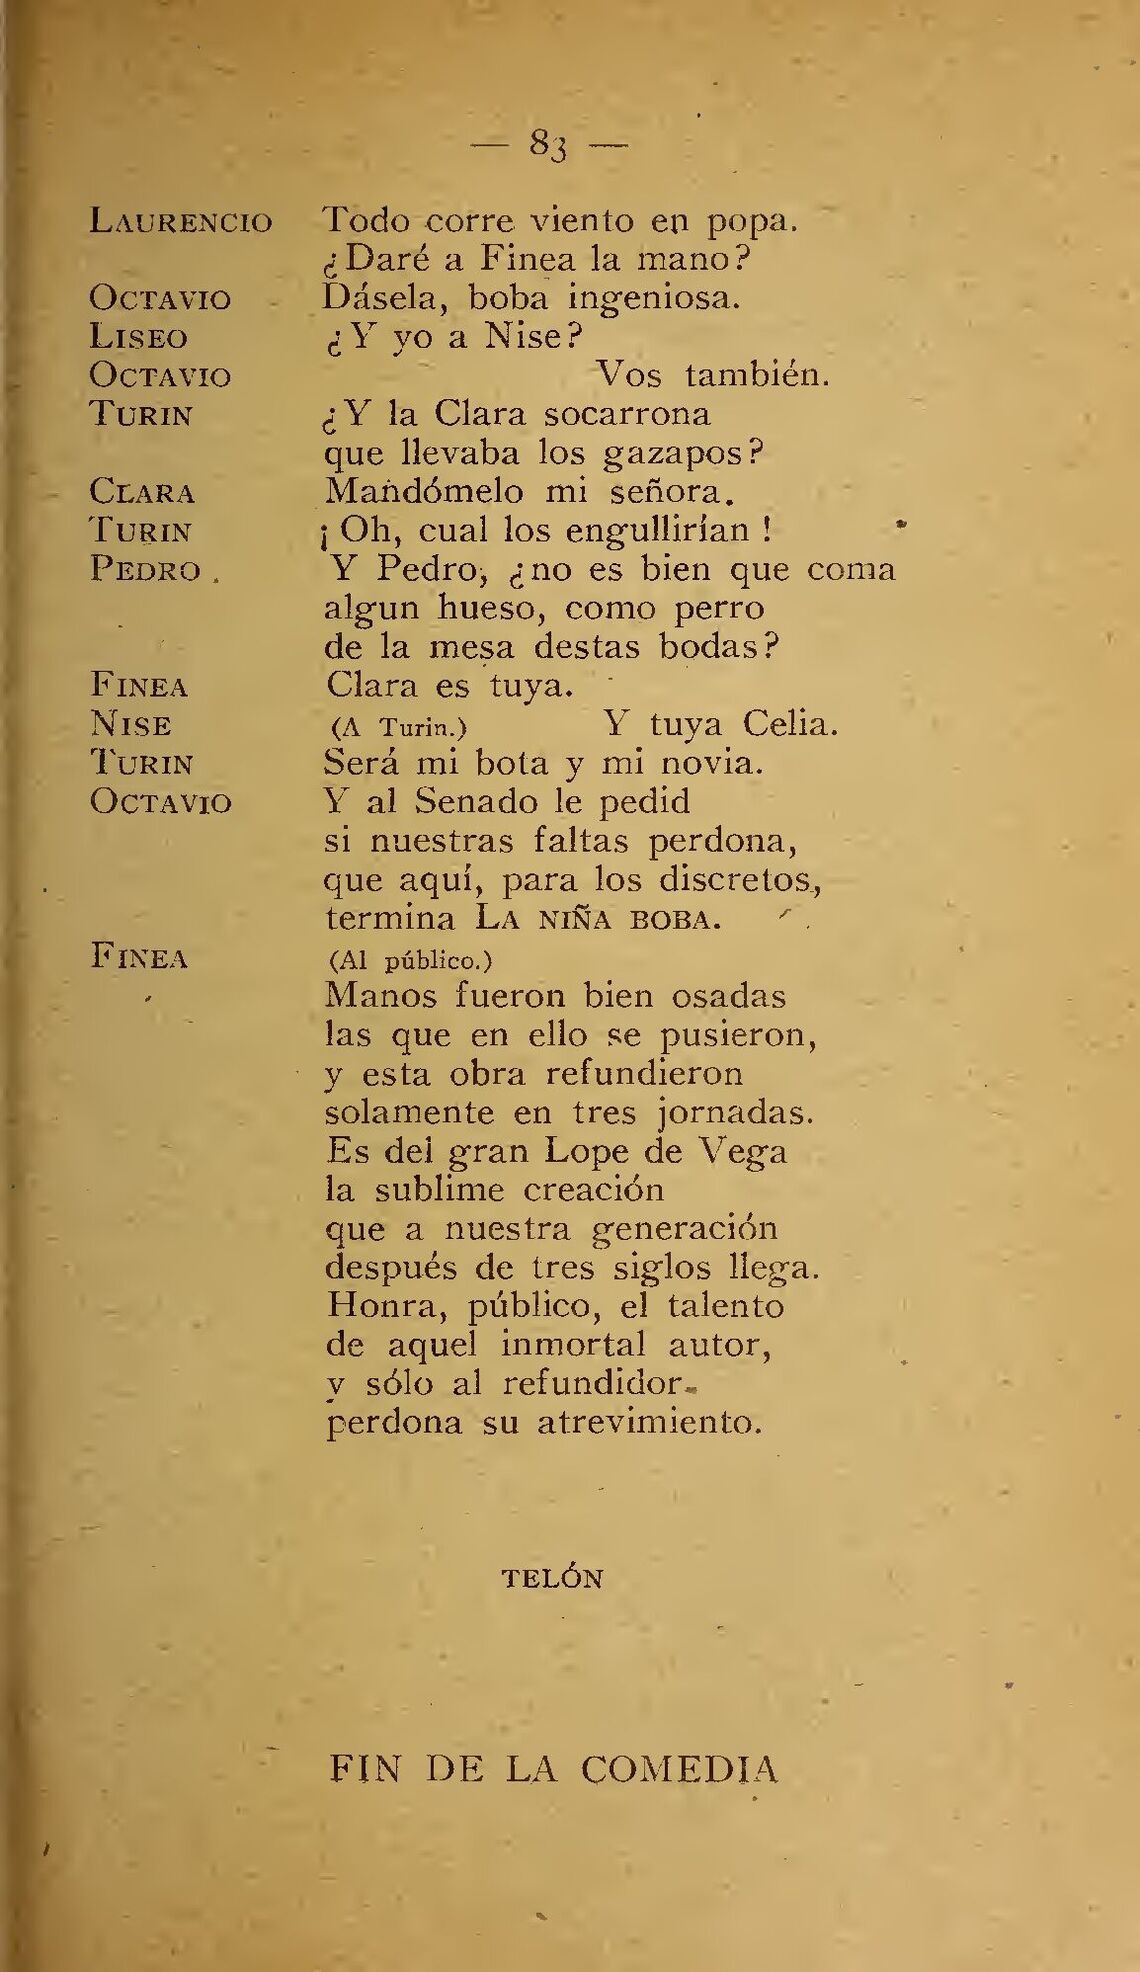 — 83 —
LAURENCIO Todo corre viento en popa.
¿Daré a Finea la mano?
OCTAVIO Dásela, boba ingeniosa.
LISEO ¿Y yo a Nise?
OCTAVIO Vos también.
TURIN ¿Y la Clara socarrona
que llevaba los gazapos?
CLARA Mandómelo mi señora.
TURIN ¡Oh, cual los engullirían!
PEDRO Y Pedro, ¿no es bien que coma
algun hueso, como perro
de la mesa destas bodas?
FINEA Clara es tuya.
NISE (A Turin.) Y tuya Celia.
TURIN Será mi bota y mi novia.
OCTAVIO Y al Senado le pedid
si nuestras faltas perdona,
que aquí, para los discretos,
termina LA NIÑA BOBA.
FINEA (Al público.)
Manos fueron bien osadas
las que en ello se pusieron,
y esta obra refundieron
solamente en tres jornadas.
Es del gran Lope de Vega
la sublime creación
que a nuestra generación
después de tres siglos llega.
Honra, público, el talento
de aquel inmortal autor,
y sólo al refundidor
perdona su atrevimiento.
TELÓN
FIN DE LA COMEDIA